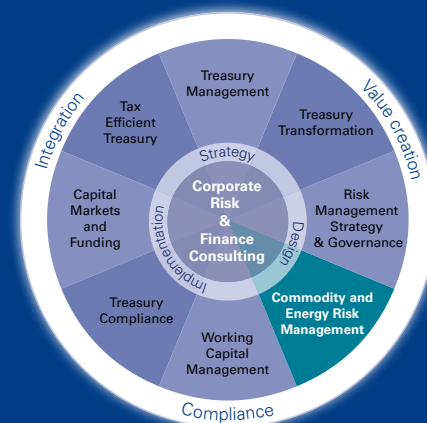 Integration
Value creation
Compliance
Treasury
Management
Treasury
Transformation
Risk
Management
Strategy
& Governance
Commodity and
Energy Risk
Management
Working
Capital
Management
Treasury
Compliance
Capital
Markets
and
Funding
Tax
Efficient
Treasury
Strategy
Design
Implementation
Corporate
Risk
&
Finance
Consulting